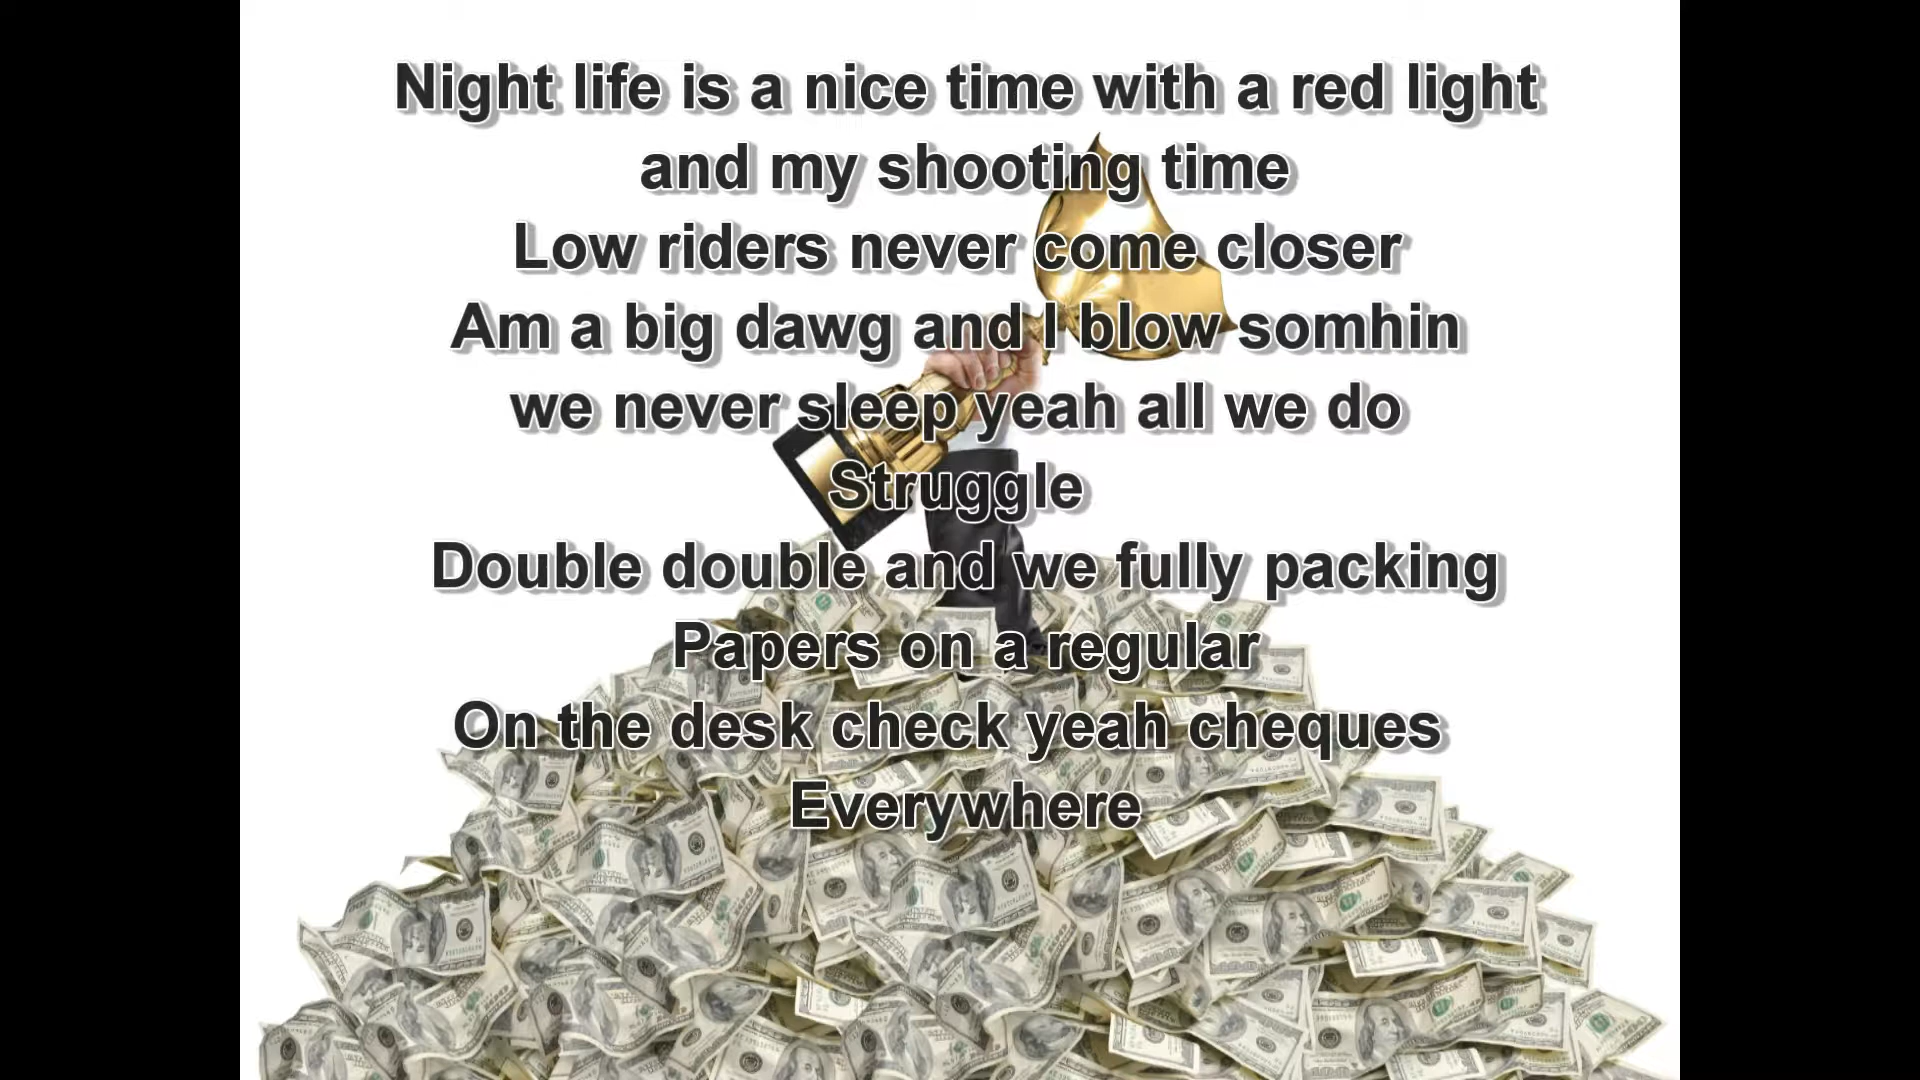 Night life is a nice time with a red light
and my shooting time
Low riders never come closer
Am a big dawg and I blow somhin
we never sleep yeah all we do
Struggle
Double double and we fully packing
Papers on a regular
On the desk check yeah cheques
Everywhere